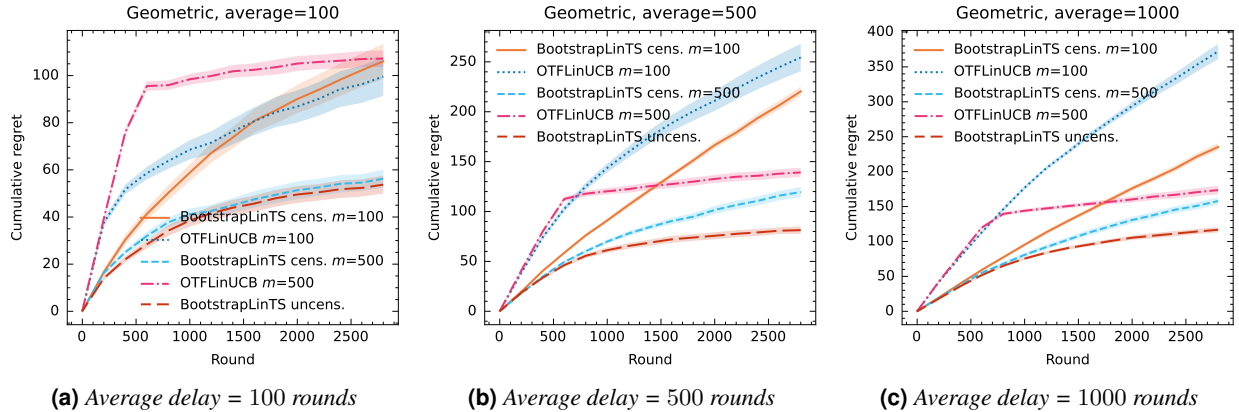 Geometric, average=100
Cumulative regret
100
80
60
40
20
0
BootstrapLinTS cens. m=100
OTFLinUCB m=100
BootstrapLinTS cens. m=500
OTFLinUCB m=500
BootstrapLinTS uncens.
0 500 1000 1500 2000 2500
Round
(a) Average delay = 100 rounds
Geometric, average=500
Cumulative regret
250
200
150
100
50
0
BootstrapLinTS cens. m=100
OTFLinUCB m=100
BootstrapLinTS cens. m=500
OTFLinUCB m=500
BootstrapLinTS uncens.
0 500 1000 1500 2000 2500
Round
(b) Average delay = 500 rounds
Geometric, average=1000
Cumulative regret
400
350
300
250
200
150
100
50
0
BootstrapLinTS cens. m=100
OTFLinUCB m=100
BootstrapLinTS cens. m=500
OTFLinUCB m=500
BootstrapLinTS uncens.
0 500 1000 1500 2000 2500
Round
(c) Average delay = 1000 rounds